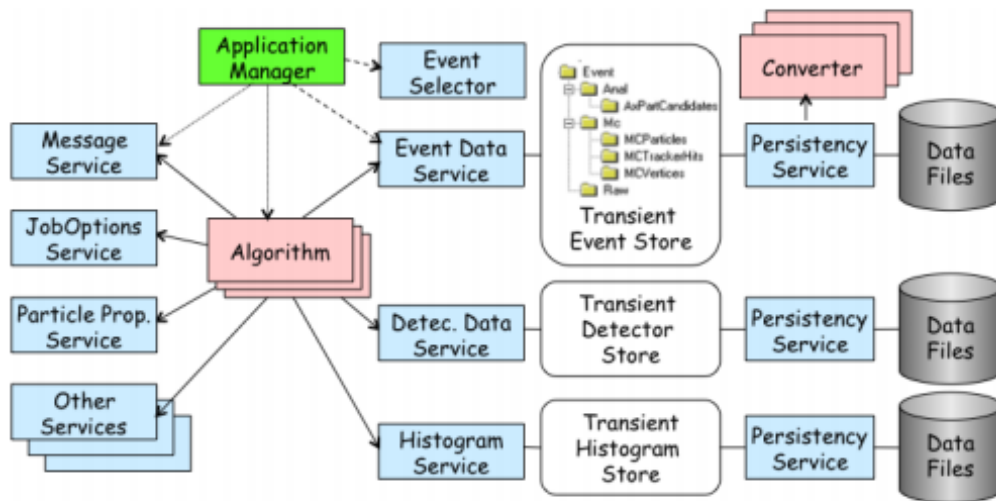 Application
Manager
Event
Selector
Converter
Message
Service
Event Data
Service
Event
Anal
AxPartCandidates
Mc
MCParticles
MCTrackerHits
MCVertices
Raw
Transient
Event Store
Persistency
Service
Data
Files
JobOptions
Service
Algorithm
Particle Prop.
Service
Detec. Data
Service
Transient
Detector
Store
Persistency
Service
Data
Files
Other
Services
Histogram
Service
Transient
Histogram
Store
Persistency
Service
Data
Files